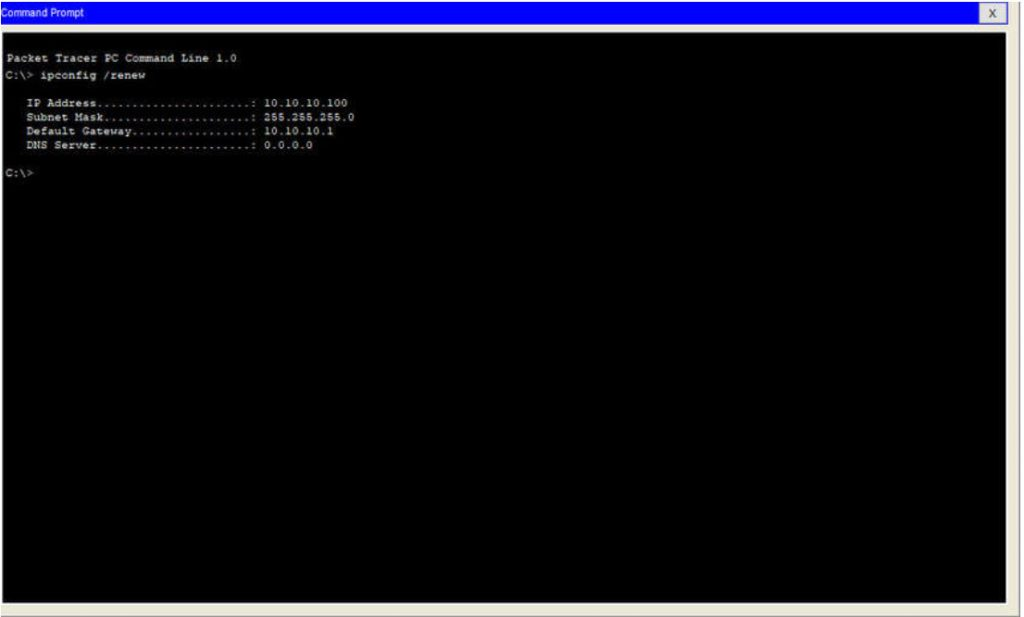 Command Prompt
X
Packet Tracer PC Command Line 1.0
C:\> ipconfig /renew
IP Address......................: 10.10.10.100
Subnet Mask.....................: 255.255.255.0
Default Gateway.................: 10.10.10.1
DNS Server......................: 0.0.0.0
C:\>